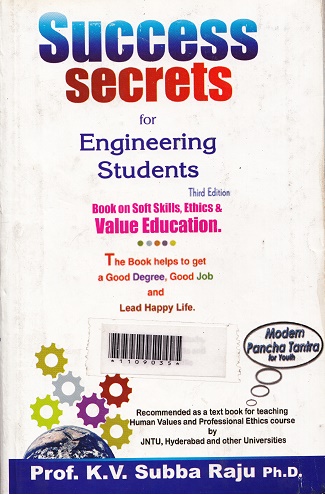 Success
secrets
for
Engineering
Students
Third Edition
Book on Soft Skills, Ethics &
Value Education.
The Book helps to get
a Good Degree, Good Job
and
Lead Happy Life.
*1109035*
Modern
Pancha Tantra
for Youth
Recommended as a text book for teaching
Human Values and Professional Ethics course
by
JNTU, Hyderabad and other Universities
Prof. K.V. Subba Raju Ph.D.